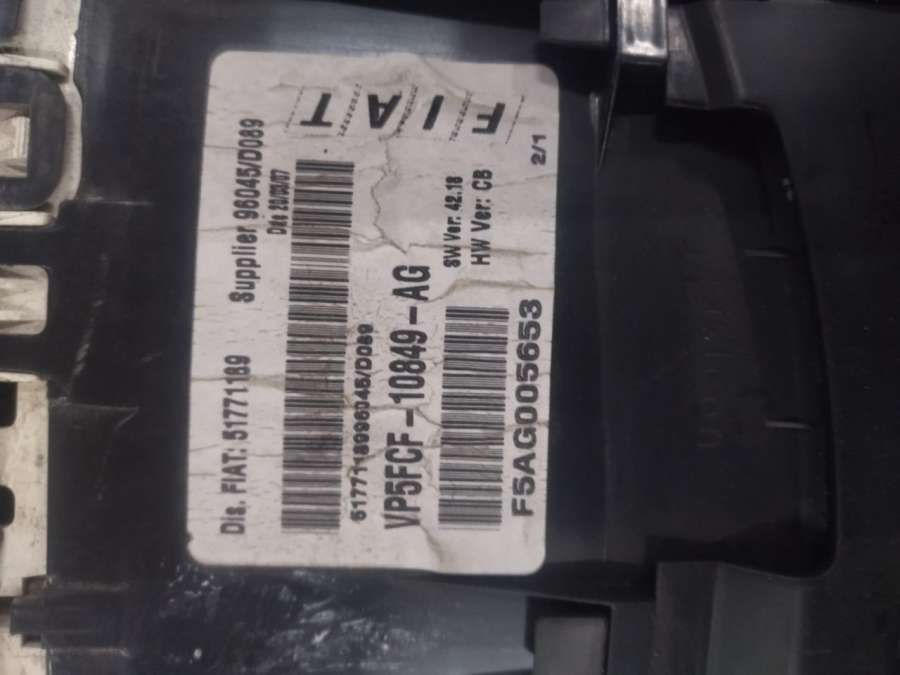 Dis. FIAT: 51771189 Supplier 96045/D089
5177118996045/D089
FIAT
VP5FCF-10849-AG
SW Ver: 42.18
HW Ver: CB
F5AG005653
2/1